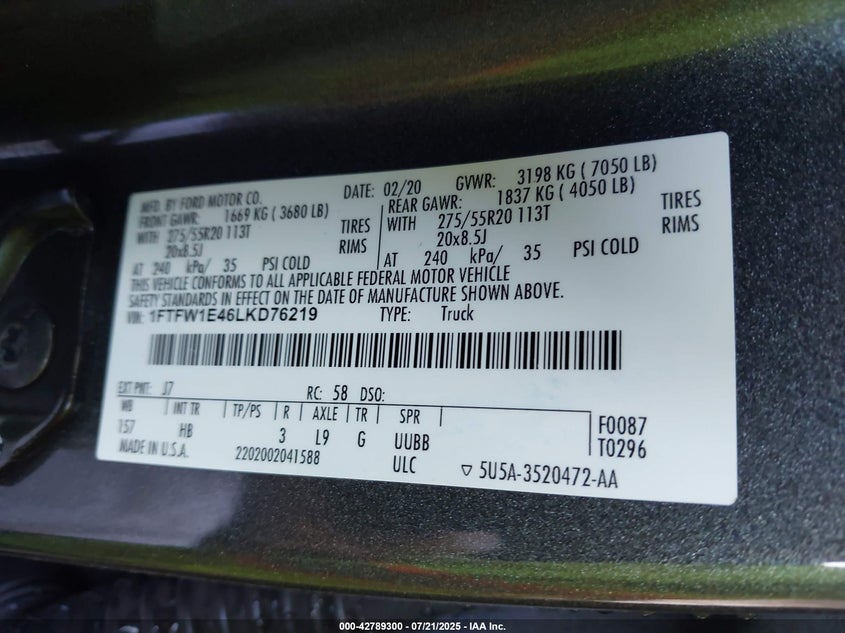 MFD. BY FORD MOTOR CO. DATE: 02/20 GVWR: 3198 KG ( 7050 LB)
FRONT GAWR: 1669 KG ( 3680 LB) REAR GAWR: 1837 KG ( 4050 LB)
WITH 275/55R20 113T TIRES WITH 275/55R20 113T TIRES
20x8.5J RIMS 20x8.5J RIMS
AT 240 kPa/ 35 PSI COLD AT 240 kPa/ 35 PSI COLD
THIS VEHICLE CONFORMS TO ALL APPLICABLE FEDERAL MOTOR VEHICLE
SAFETY STANDARDS IN EFFECT ON THE DATE OF MANUFACTURE SHOWN ABOVE.
VIN: 1FTFW1E46LKD76219 TYPE: Truck
EXT PNT: J7 RC: 58 DSO:
WB INT TR TP/PS R AXLE TR SPR F0087
157 HB 3 L9 G UUBB T0296
MADE IN U.S.A. 2202002041588 ULC ▽ 5U5A-3520472-AA
000-42789300 - 07/21/2025 - IAA Inc.